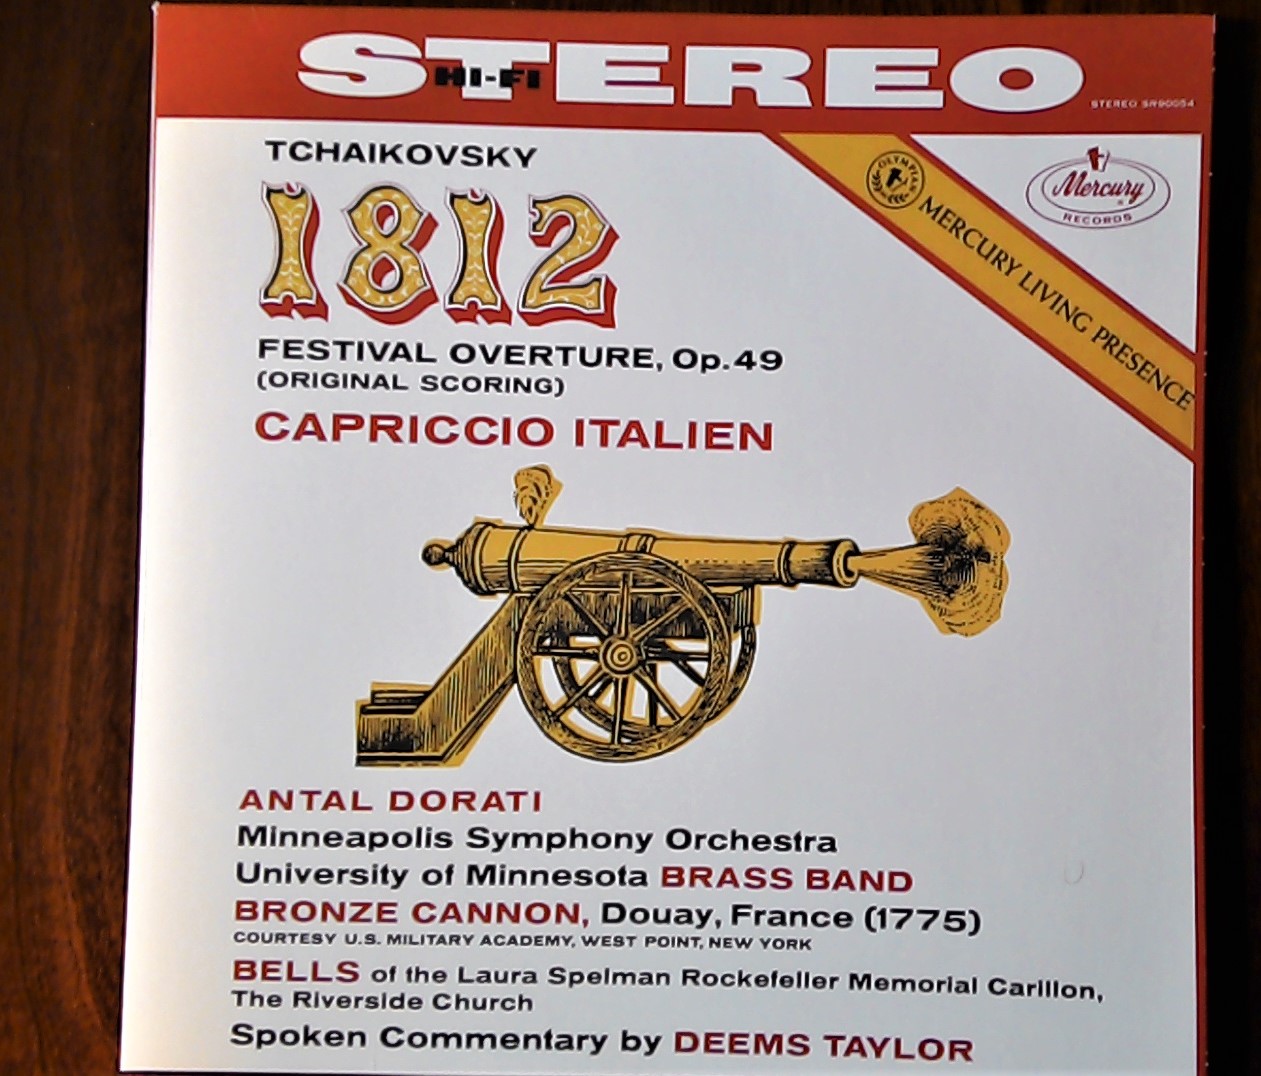 STEREO
HI-FI
STEREO SR90054
TCHAIKOVSKY
1812
FESTIVAL OVERTURE, Op.49
(ORIGINAL SCORING)
CAPRICCIO ITALIEN
OLYMPIAN
MERCURY LIVING PRESENCE
Mercury
RECORDS
ANTAL DORATI
Minneapolis Symphony Orchestra
University of Minnesota BRASS BAND
BRONZE CANNON, Douay, France (1775)
COURTESY U.S. MILITARY ACADEMY, WEST POINT, NEW YORK
BELLS of the Laura Spelman Rockefeller Memorial Carillon,
The Riverside Church
Spoken Commentary by DEEMS TAYLOR